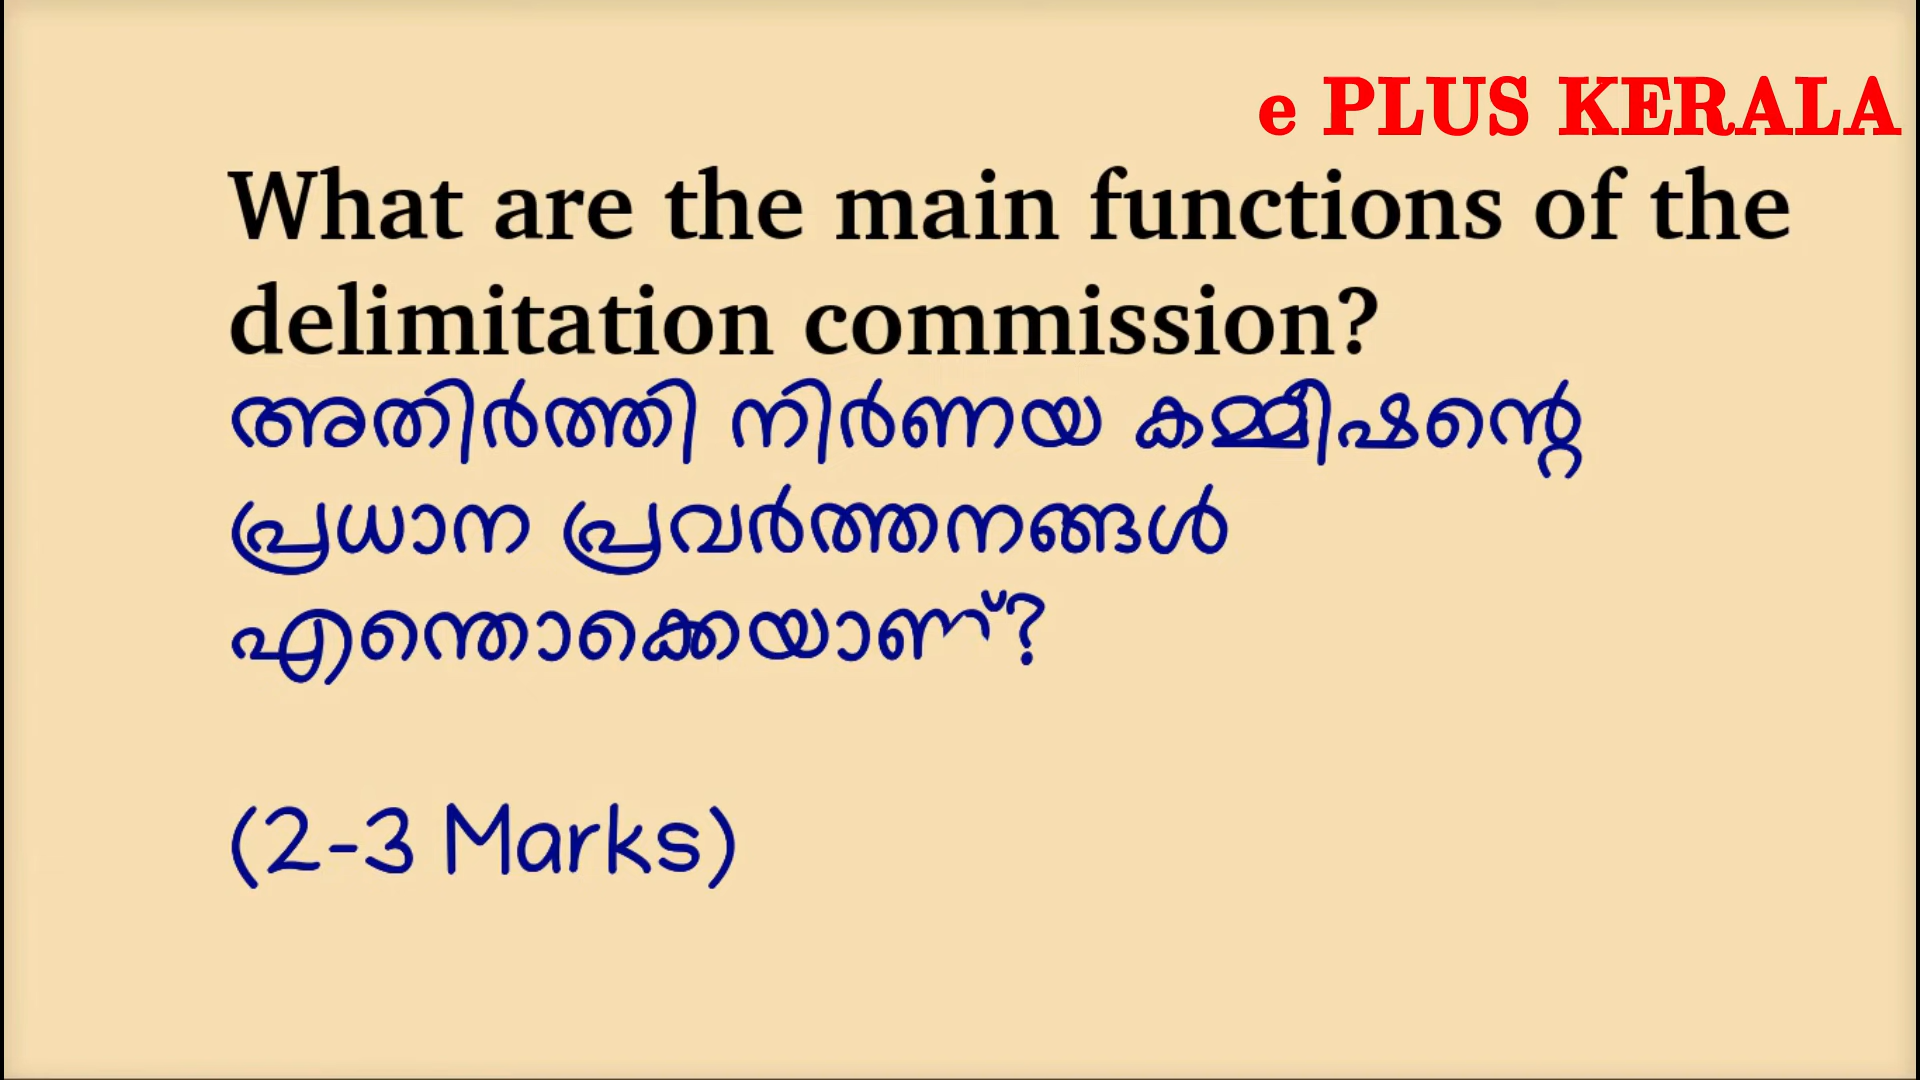 e PLUS KERALA
What are the main functions of the
delimitation commission?
അതിർത്തി നിർണയ കമ്മീഷന്റെ
പ്രധാന പ്രവർത്തനങ്ങൾ
എന്തൊക്കെയാണ്?
(2-3 Marks)